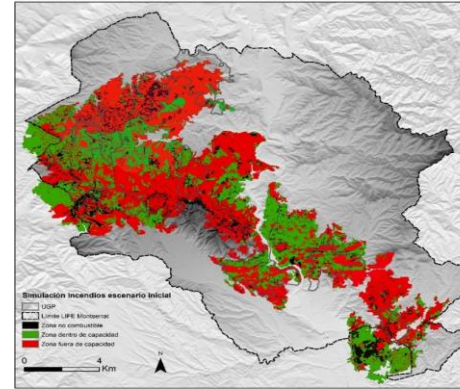 Simulación incendios escenario inicial
UGP
Límite LIFE Montserrat
Zona no combustible
Zona dentro de capacidad
Zona fuera de capacidad
0 4
Km
N